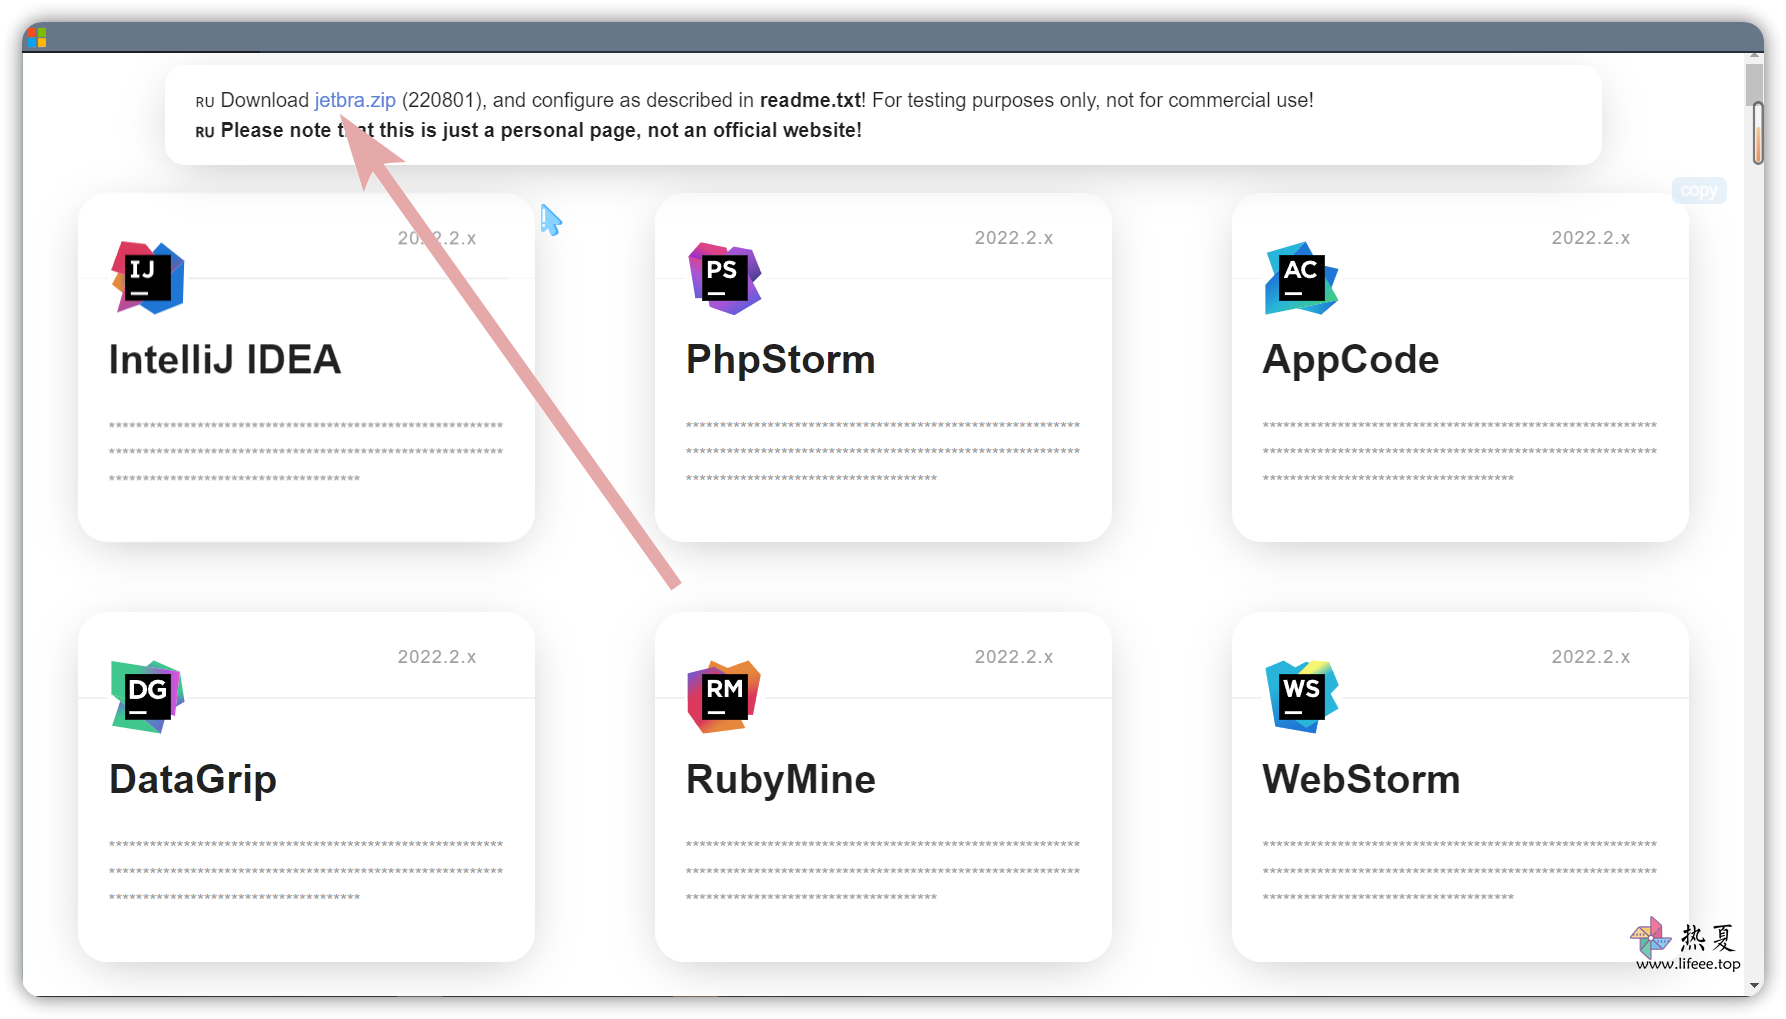 RU Download jetbra.zip (220801), and configure as described in readme.txt! For testing purposes only, not for commercial use!
RU Please note that this is just a personal page, not an official website!
copy
2022.2.x
IJ
IntelliJ IDEA
**********************************************************
**********************************************************
*************************************
2022.2.x
PS
PhpStorm
**********************************************************
**********************************************************
*************************************
2022.2.x
AC
AppCode
**********************************************************
**********************************************************
*************************************
2022.2.x
DG
DataGrip
**********************************************************
**********************************************************
*************************************
2022.2.x
RM
RubyMine
**********************************************************
**********************************************************
*************************************
2022.2.x
WS
WebStorm
**********************************************************
**********************************************************
*************************************
热夏
www.lifeee.top